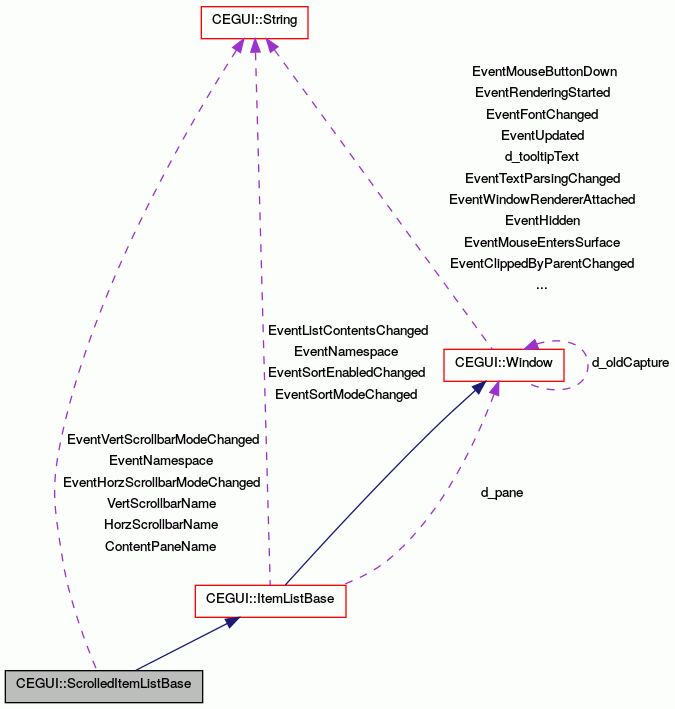 CEGUI::String
EventMouseButtonDown
EventRenderingStarted
EventFontChanged
EventUpdated
d_tooltipText
EventTextParsingChanged
EventWindowRendererAttached
EventHidden
EventMouseEntersSurface
EventClippedByParentChanged
...
EventListContentsChanged
EventNamespace
EventSortEnabledChanged
EventSortModeChanged
CEGUI::Window
d_oldCapture
EventVertScrollbarModeChanged
EventNamespace
EventHorzScrollbarModeChanged
VertScrollbarName
HorzScrollbarName
ContentPaneName
d_pane
CEGUI::ItemListBase
CEGUI::ScrolledItemListBase